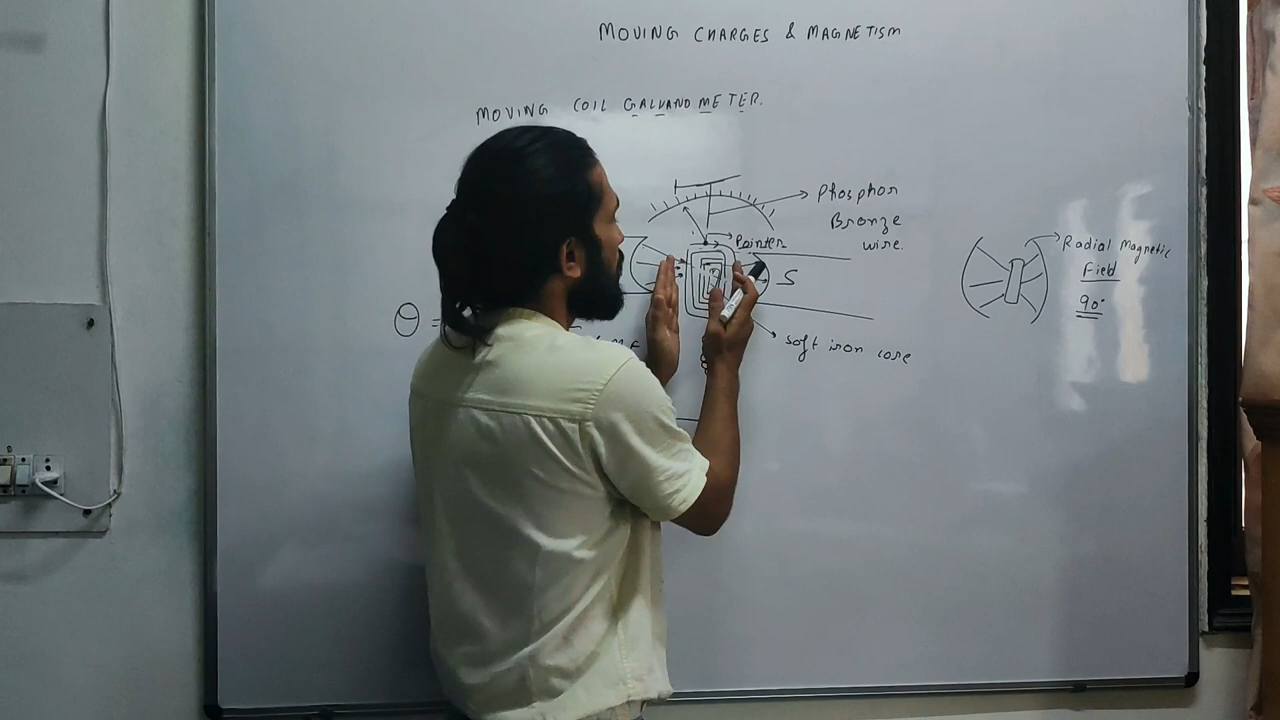 MOVING CHARGES & MAGNETISM
MOVING COIL GALVANOMETER.
Phosphor
Bronze
wire.
Pointer
S
Radial Magnetic
Field
90°
θ =
soft iron core